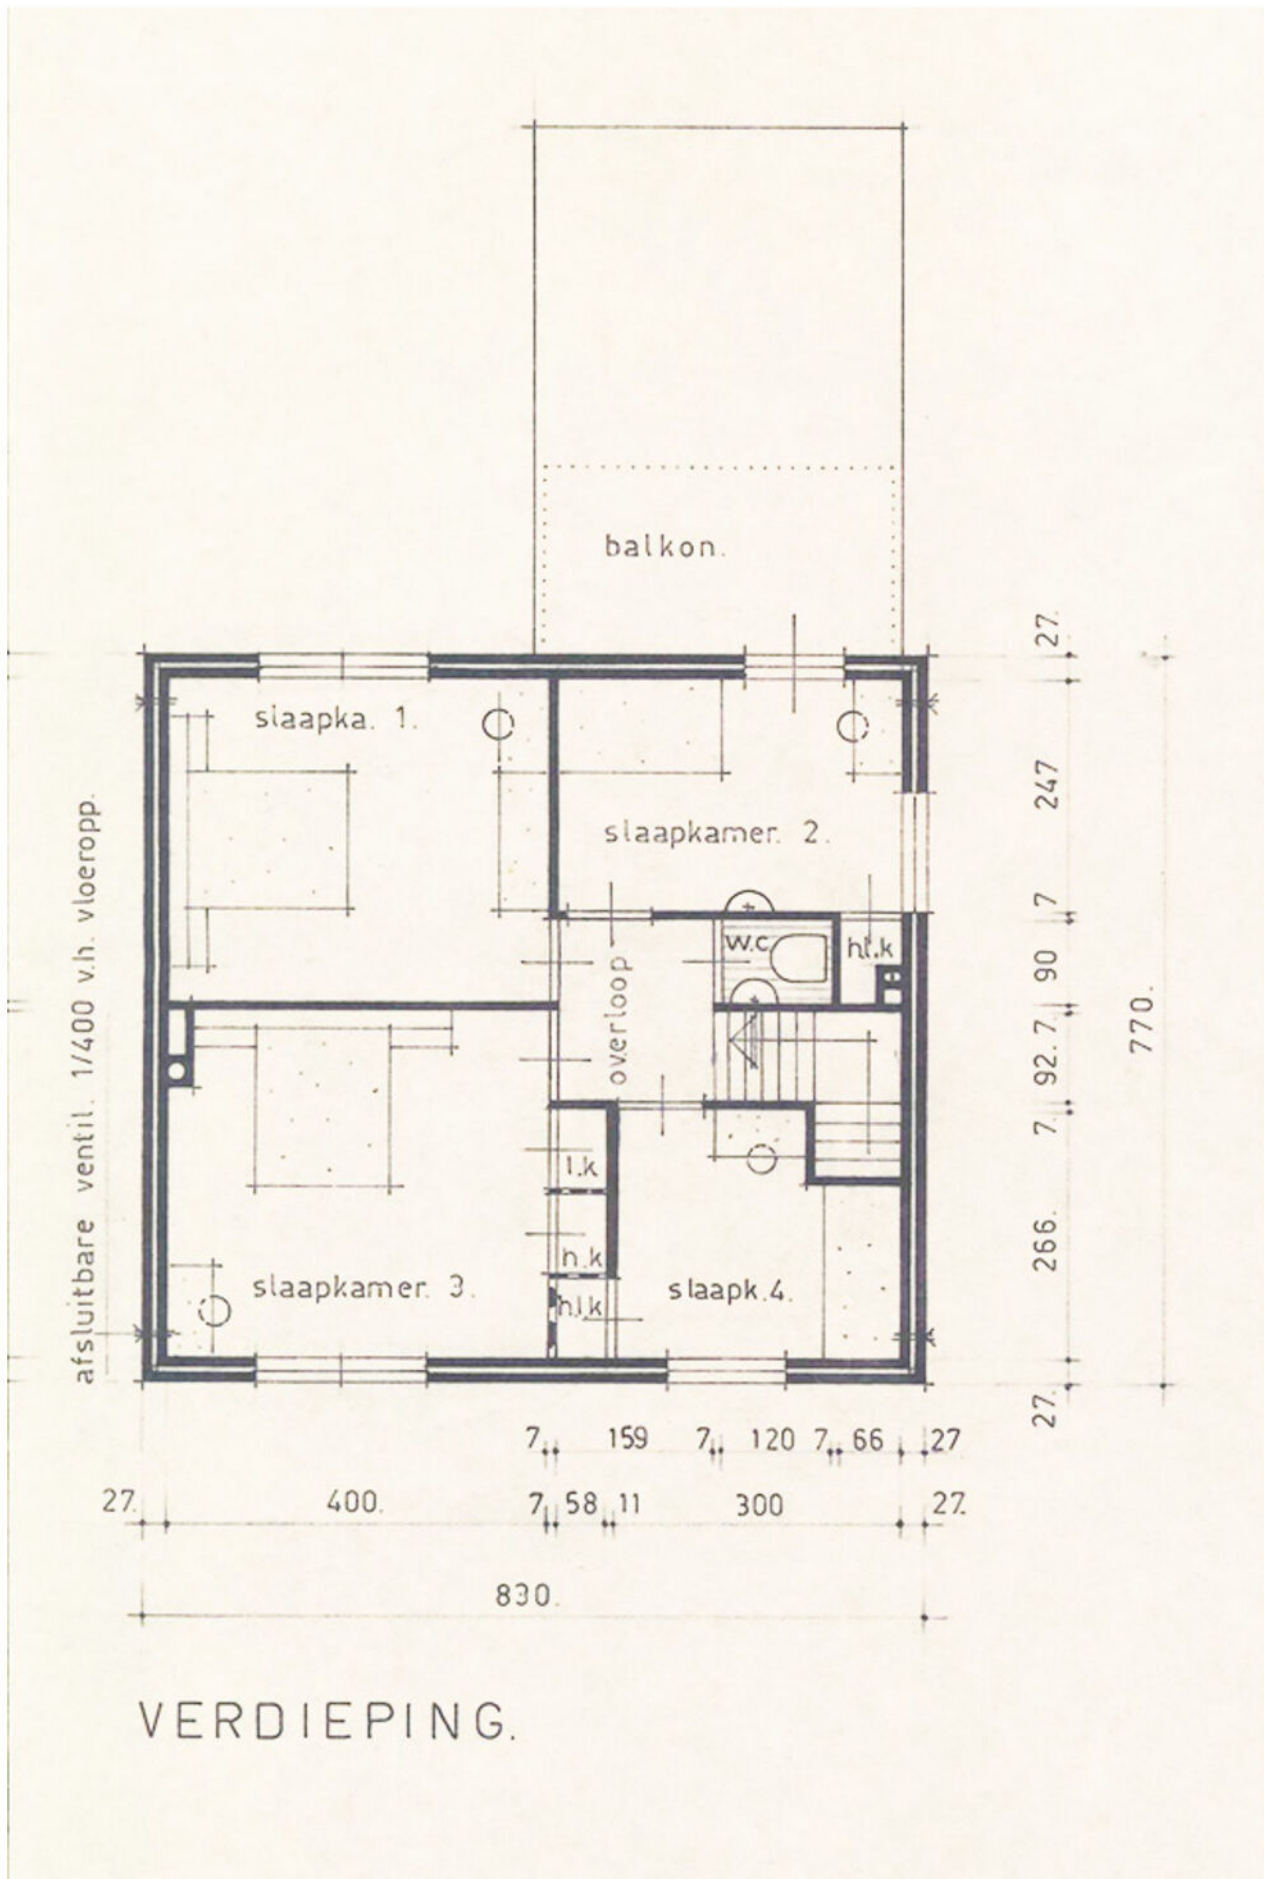 balkon.
27.
slaapka. 1.
247
slaapkamer. 2.
afsluitbare ventil. 1/400 v.h. vloeropp.
7
w.c
h.l.k
90
overloop
7.
770.
92.
7.
l.k
h.k
266.
slaapkamer. 3.
h.l.k
slaapk.4.
27.
7 159 7 120 7 66 27
27. 400. 7 58 11 300 27.
830.
VERDIEPING.